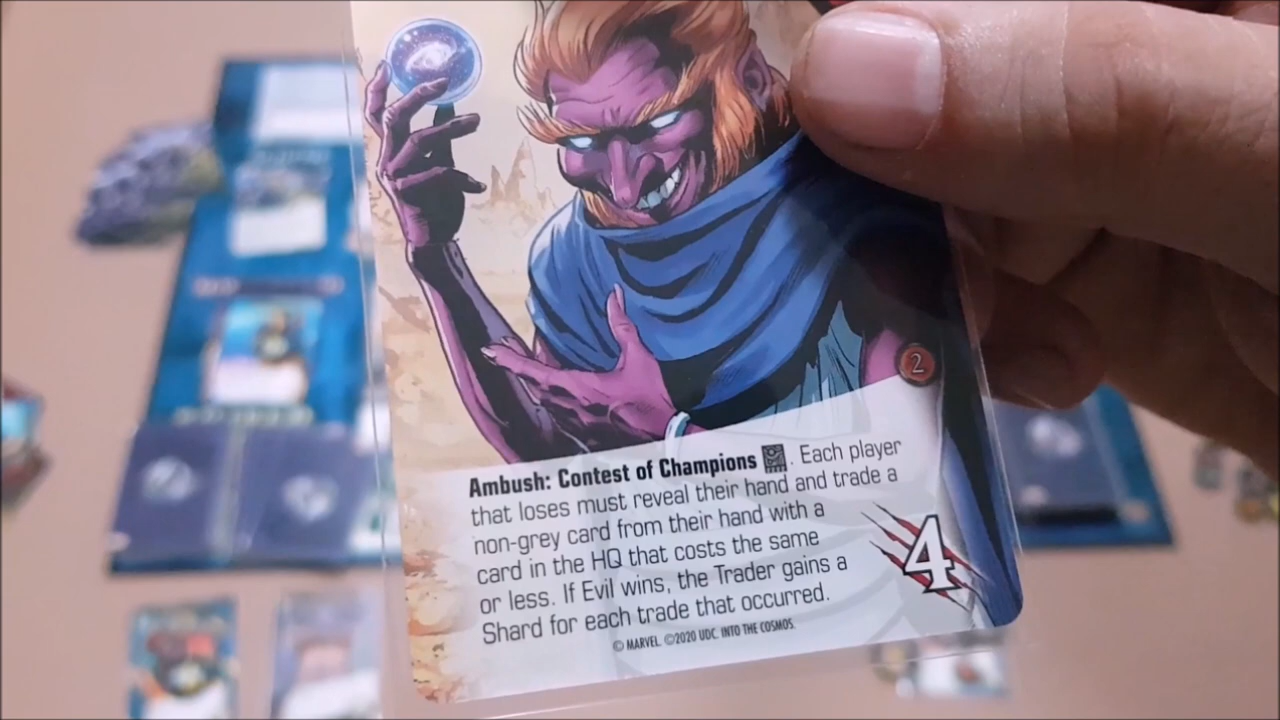 2
Ambush: Contest of Champions . Each player
that loses must reveal their hand and trade a
non-grey card from their hand with a
card in the HQ that costs the same
or less. If Evil wins, the Trader gains a
Shard for each trade that occurred.
4
© MARVEL. ©2020 UDC. INTO THE COSMOS.